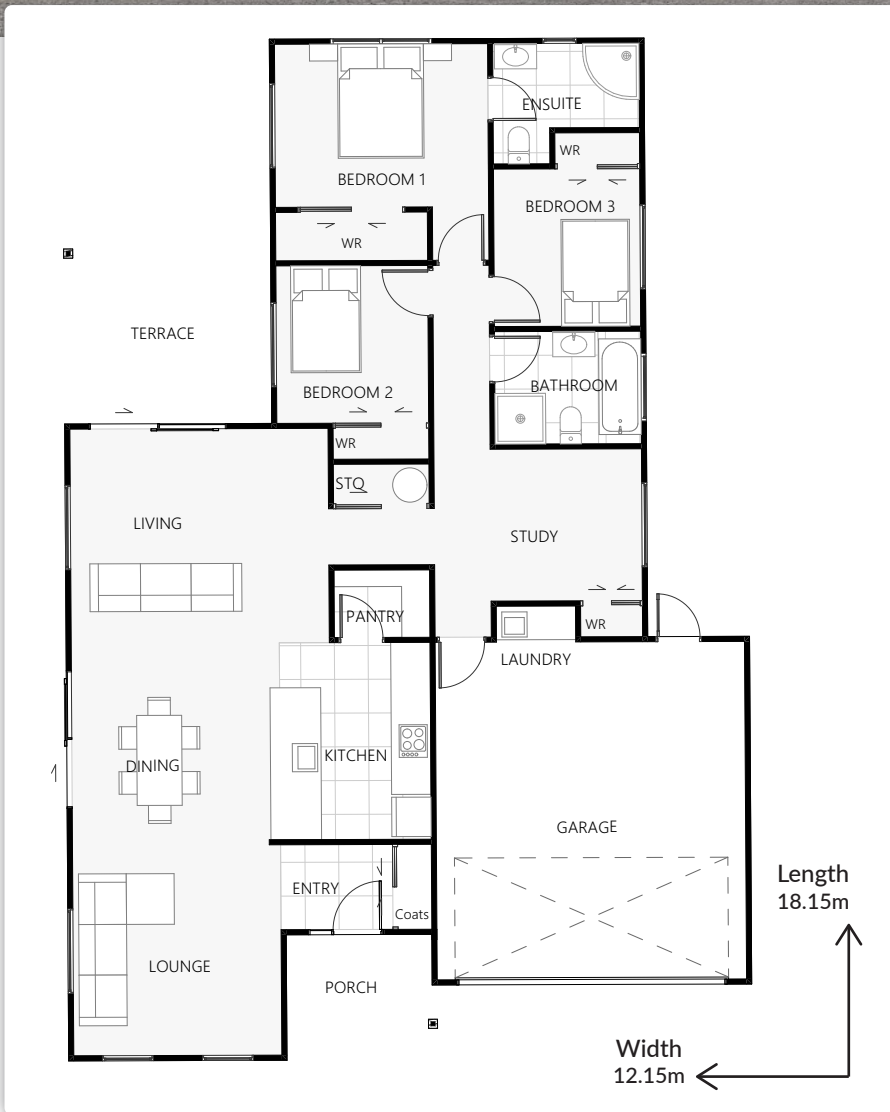 ENSUITE
WR
BEDROOM 1
BEDROOM 3
WR
TERRACE
BEDROOM 2
BATHROOM
WR
STQ
LIVING
STUDY
PANTRY
WR
LAUNDRY
KITCHEN
DINING
GARAGE
Length
18.15m
ENTRY
Coats
LOUNGE
PORCH
Width
12.15m